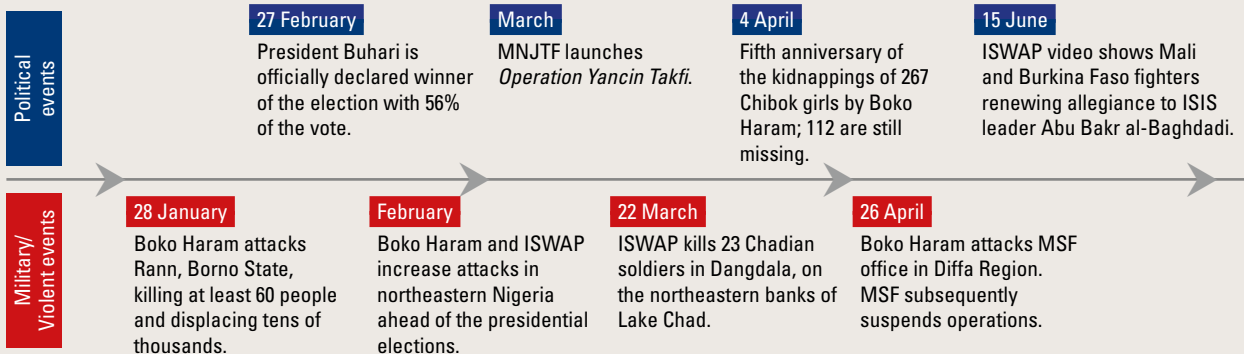 Political
events
27 February
President Buhari is
officially declared winner
of the election with 56%
of the vote.
March
MNJTF launches
Operation Yancin Takfi.
4 April
Fifth anniversary of
the kidnappings of 267
Chibok girls by Boko
Haram; 112 are still
missing.
15 June
ISWAP video shows Mali
and Burkina Faso fighters
renewing allegiance to ISIS
leader Abu Bakr al-Baghdadi.
Military/
Violent events
28 January
Boko Haram attacks
Rann, Borno State,
killing at least 60 people
and displacing tens of
thousands.
February
Boko Haram and ISWAP
increase attacks in
northeastern Nigeria
ahead of the presidential
elections.
22 March
ISWAP kills 23 Chadian
soldiers in Dangdala, on
the northeastern banks of
Lake Chad.
26 April
Boko Haram attacks MSF
office in Diffa Region.
MSF subsequently
suspends operations.